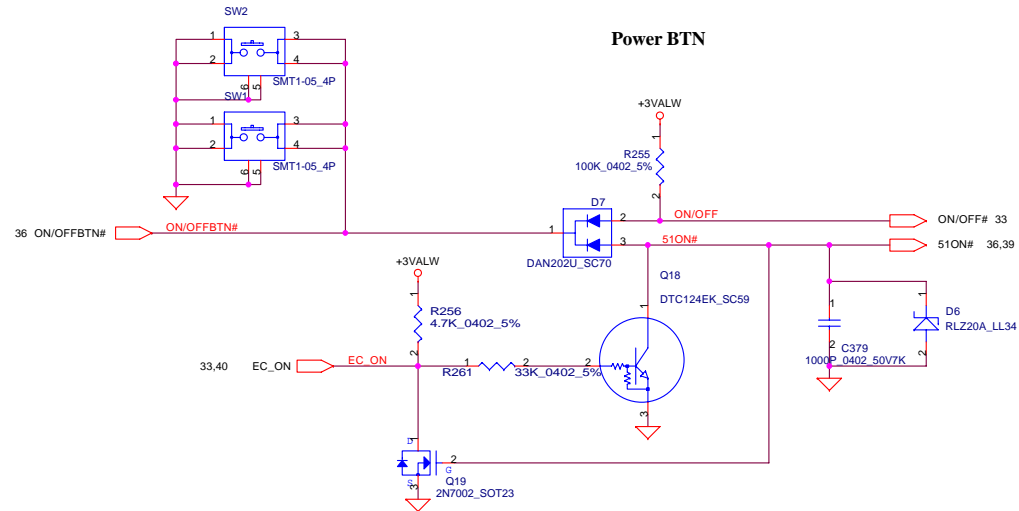 SW2
Power BTN
1
3
2
4
6
5
SMT1-05_4P
SW1
1
3
2
4
6
5
SMT1-05_4P
+3VALW
1
R255
100K_0402_5%
2
36 ON/OFFBTN#
ON/OFFBTN#
1
D7
2
3
DAN202U_SC70
ON/OFF
ON/OFF# 33
51ON#
51ON# 36,39
+3VALW
1
R256
4.7K_0402_5%
2
Q18
DTC124EK_SC59
1
2
3
1
2
C379
1000P_0402_50V7K
1
D6
RLZ20A_LL34
2
33,40 EC_ON
EC_ON
1
R261
2
33K_0402_5%
D
1
G
2
S
3
Q19
2N7002_SOT23